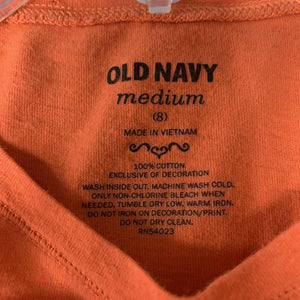 OLD NAVY
medium
(8)
MADE IN VIETNAM
100% COTTON
EXCLUSIVE OF DECORATION
WASH INSIDE OUT. MACHINE WASH COLD.
ONLY NON-CHLORINE BLEACH WHEN
NEEDED. TUMBLE DRY LOW. WARM IRON.
DO NOT IRON ON DECORATION/PRINT.
DO NOT DRY CLEAN.
RN54023